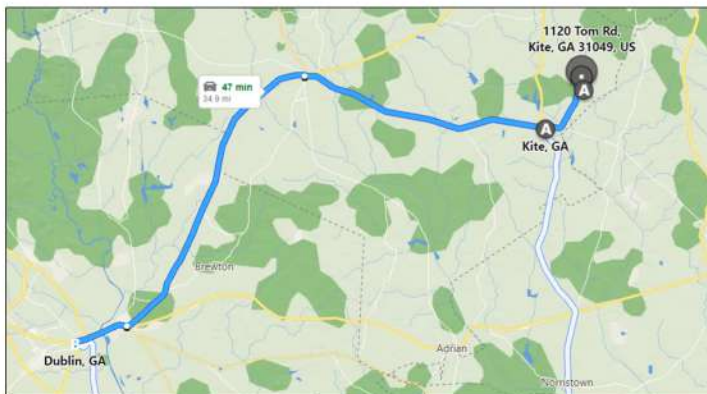 1120 Tom Rd,
Kite, GA 31049, US
47 min
34.9 mi
A
A
Kite, GA
Brewton
B
Dublin, GA
Adrian
Norristown